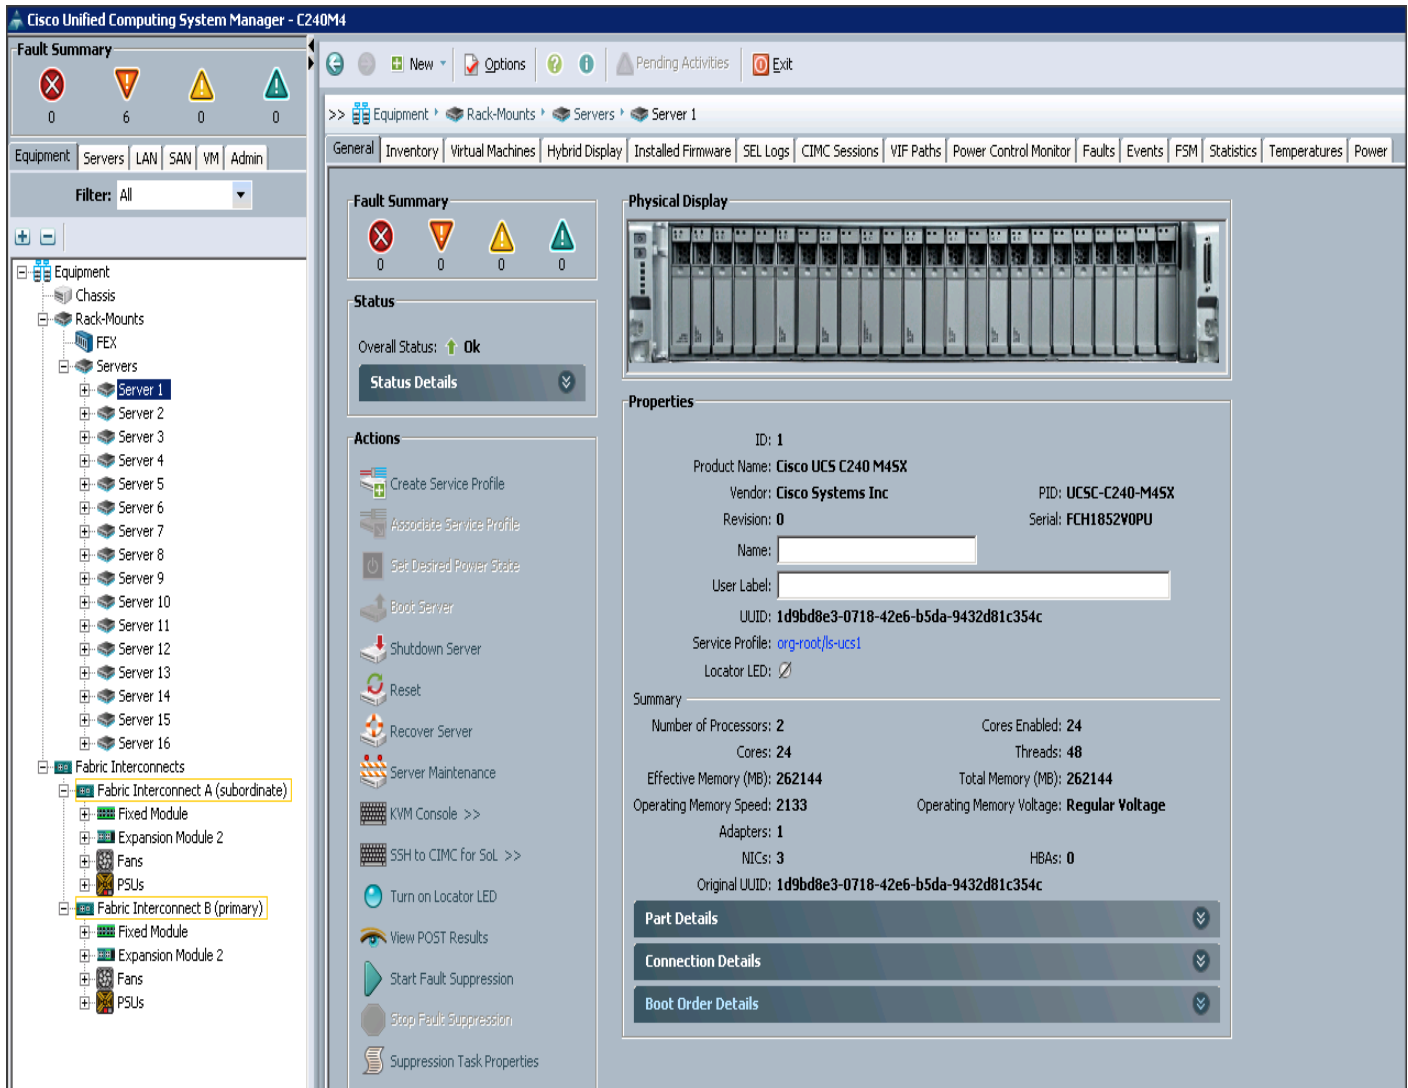 Cisco Unified Computing System Manager - C240M4
Fault Summary
0 6 0 0
Equipment Servers LAN SAN VM Admin
Filter: All
Equipment
Chassis
Rack-Mounts
FEX
Servers
Server 1
Server 2
Server 3
Server 4
Server 5
Server 6
Server 7
Server 8
Server 9
Server 10
Server 11
Server 12
Server 13
Server 14
Server 15
Server 16
Fabric Interconnects
Fabric Interconnect A (subordinate)
Fixed Module
Expansion Module 2
Fans
PSUs
Fabric Interconnect B (primary)
Fixed Module
Expansion Module 2
Fans
PSUs
New Options Pending Activities Exit
>> Equipment Rack-Mounts Servers Server 1
General Inventory Virtual Machines Hybrid Display Installed Firmware SEL Logs CIMC Sessions VIF Paths Power Control Monitor Faults Events FSM Statistics Temperatures Power
Fault Summary
0 0 0 0
Status
Overall Status: Ok
Status Details
Actions
Create Service Profile
Associate Service Profile
Set Desired Power State
Boot Server
Shutdown Server
Reset
Recover Server
Server Maintenance
KVM Console >>
SSH to CIMC for SoL >>
Turn on Locator LED
View POST Results
Start Fault Suppression
Stop Fault Suppression
Suppression Task Properties
Physical Display
Properties
ID: 1
Product Name: Cisco UCS C240 M4SX
Vendor: Cisco Systems Inc PID: UCSC-C240-M4SX
Revision: 0 Serial: FCH1852V0PU
Name:
User Label:
UUID: 1d9bd8e3-0718-42e6-b5da-9432d81c354c
Service Profile: org-root/ls-ucs1
Locator LED:
Summary
Number of Processors: 2 Cores Enabled: 24
Cores: 24 Threads: 48
Effective Memory (MB): 262144 Total Memory (MB): 262144
Operating Memory Speed: 2133 Operating Memory Voltage: Regular Voltage
Adapters: 1
NICs: 3 HBAs: 0
Original UUID: 1d9bd8e3-0718-42e6-b5da-9432d81c354c
Part Details
Connection Details
Boot Order Details